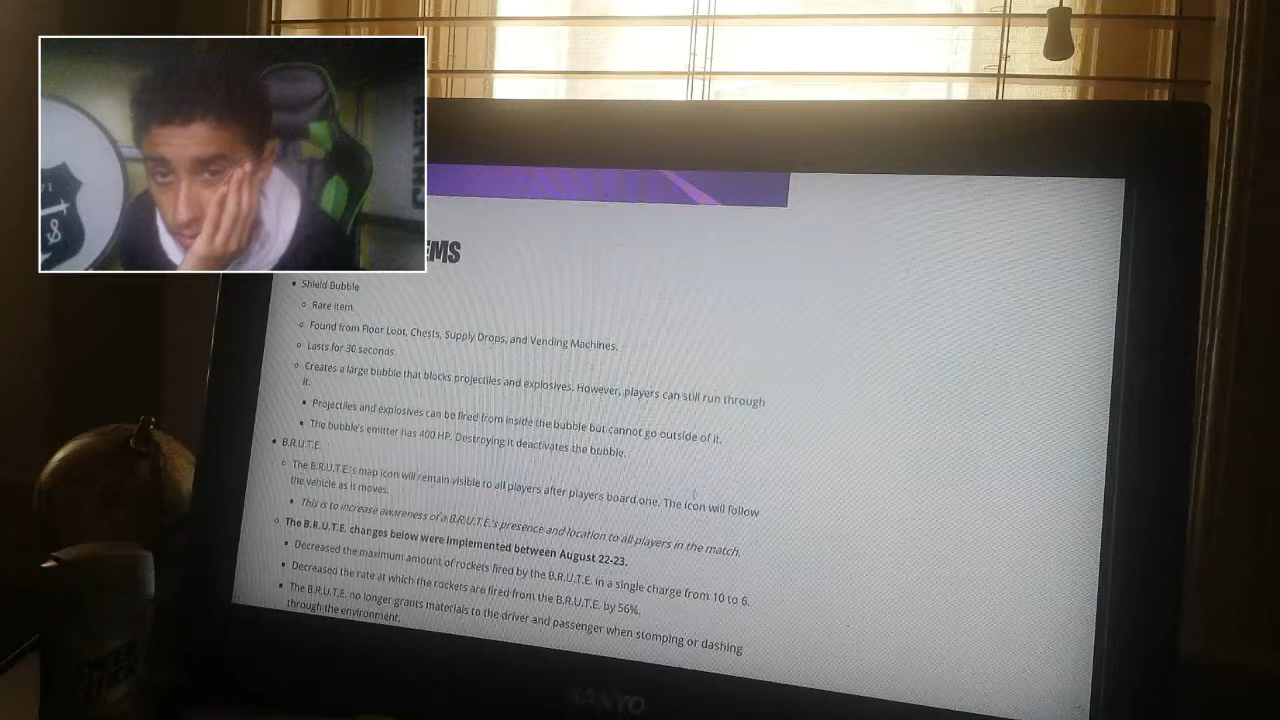 EMS
Shield Bubble
Rare item.
Found from Floor Loot, Chests, Supply Drops, and Vending Machines.
Lasts for 30 seconds.
Creates a large bubble that blocks projectiles and explosives. However, players can still run through
it.
Projectiles and explosives can be fired from inside the bubble but cannot go outside of it.
The bubble's emitter has 400 HP. Destroying it deactivates the bubble.
B.R.U.T.E.
The B.R.U.T.E.'s map icon will remain visible to all players after players board one. The icon will follow
the vehicle as it moves.
This is to increase awareness of a B.R.U.T.E.'s presence and location to all players in the match.
The B.R.U.T.E. changes below were implemented between August 22-23.
Decreased the maximum amount of rockets fired by the B.R.U.T.E. in a single charge from 10 to 6.
Decreased the rate at which the rockets are fired from the B.R.U.T.E. by 56%.
The B.R.U.T.E. no longer grants materials to the driver and passenger when stomping or dashing
through the environment.
SANYO